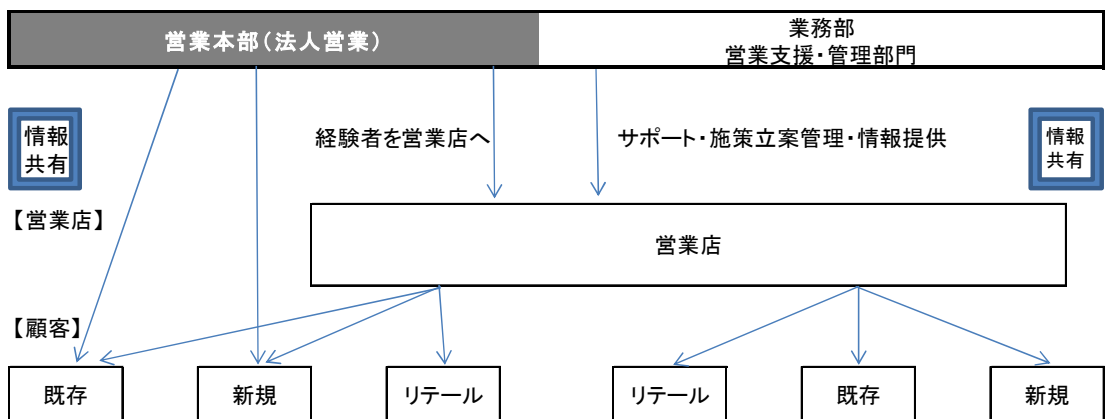 営業本部（法人営業）
業務部
営業支援・管理部門
情報
共有
経験者を営業店へ
サポート・施策立案管理・情報提供
情報
共有
【営業店】
営業店
【顧客】
既存
新規
リテール
リテール
既存
新規